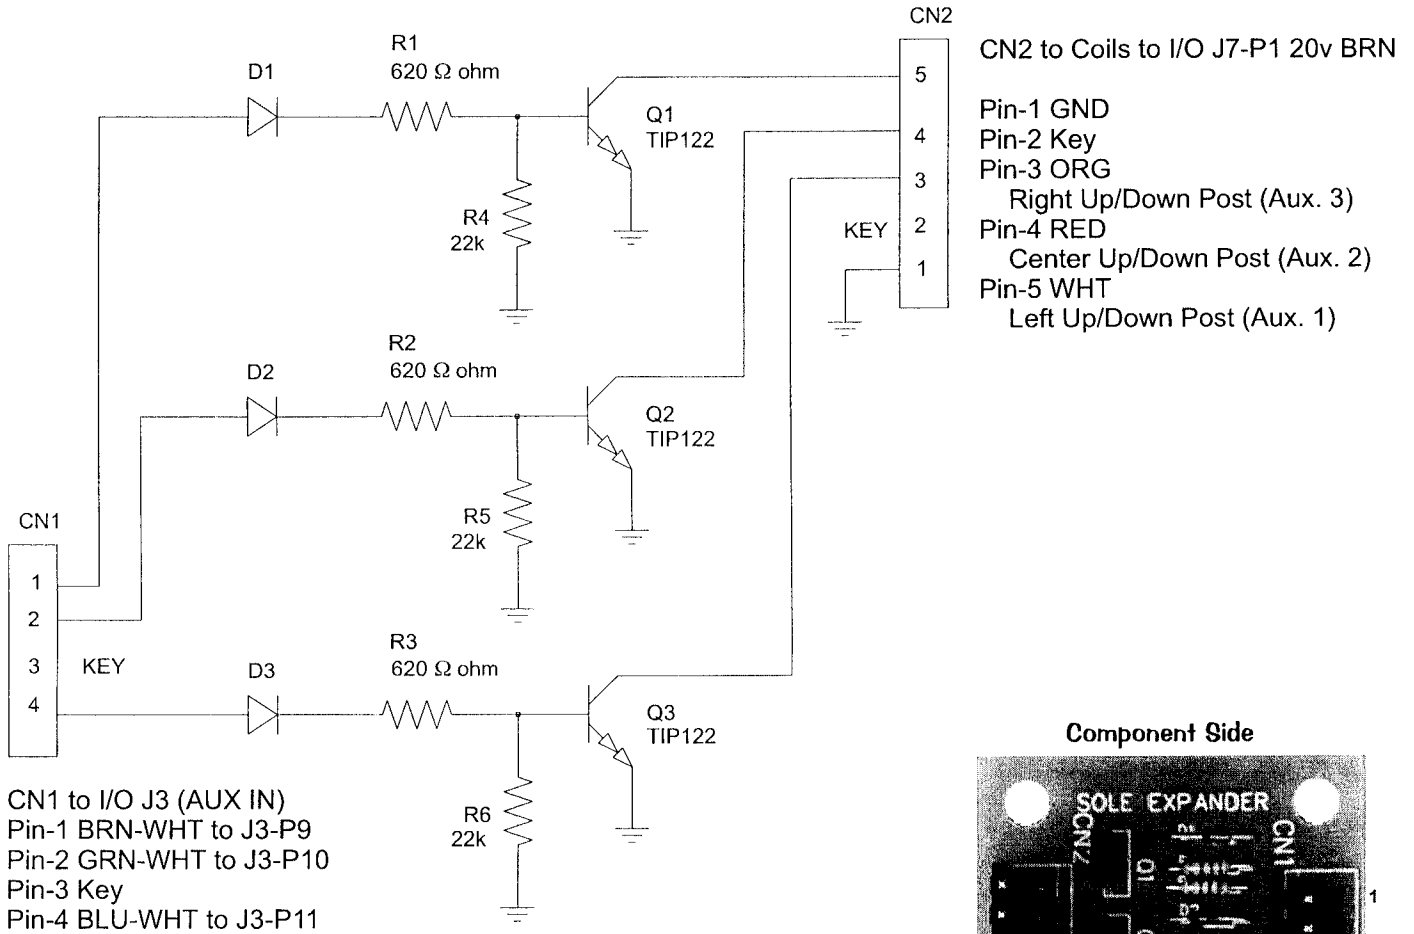 CN2
CN2 to Coils to I/O J7-P1 20v BRN
Pin-1 GND
Pin-2 Key
Pin-3 ORG
Right Up/Down Post (Aux. 3)
Pin-4 RED
Center Up/Down Post (Aux. 2)
Pin-5 WHT
Left Up/Down Post (Aux. 1)
5
4
3
KEY 2
1
D1
R1
620 Ω ohm
Q1
TIP122
R4
22k
D2
R2
620 Ω ohm
Q2
TIP122
R5
22k
CN1
1
2
3 KEY
4
D3
R3
620 Ω ohm
Q3
TIP122
R6
22k
CN1 to I/O J3 (AUX IN)
Pin-1 BRN-WHT to J3-P9
Pin-2 GRN-WHT to J3-P10
Pin-3 Key
Pin-4 BLU-WHT to J3-P11
Component Side
SOLE EXPANDER
CN2
Q1
CN1
1